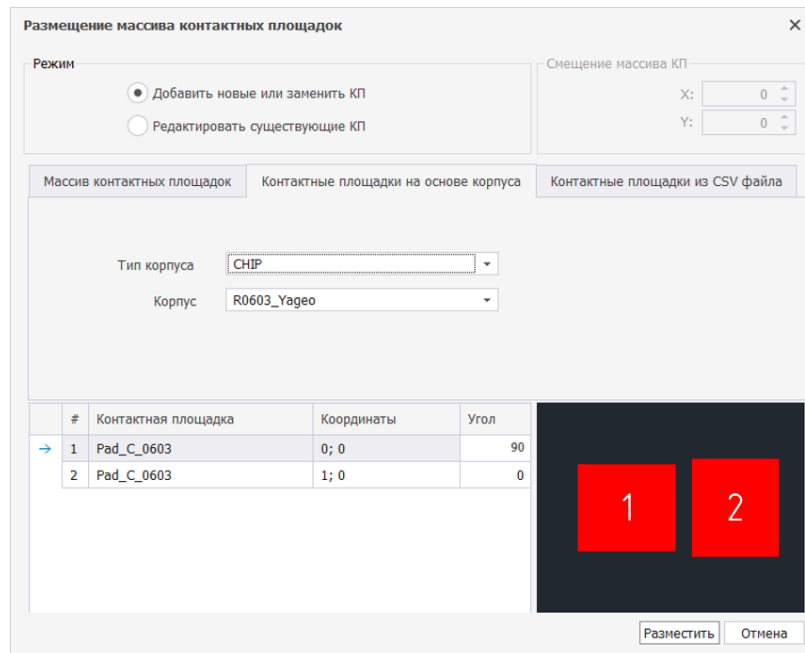 Размещение массива контактных площадок
Режим
Добавить новые или заменить КП
Редактировать существующие КП
Смещение массива КП
X: 0
Y: 0
Массив контактных площадок Контактные площадки на основе корпуса Контактные площадки из CSV файла
Тип корпуса CHIP
Корпус R0603_Yageo
# Контактная площадка Координаты Угол
1 Pad_C_0603 0; 0 90
2 Pad_C_0603 1; 0 0
1 2
Разместить Отмена